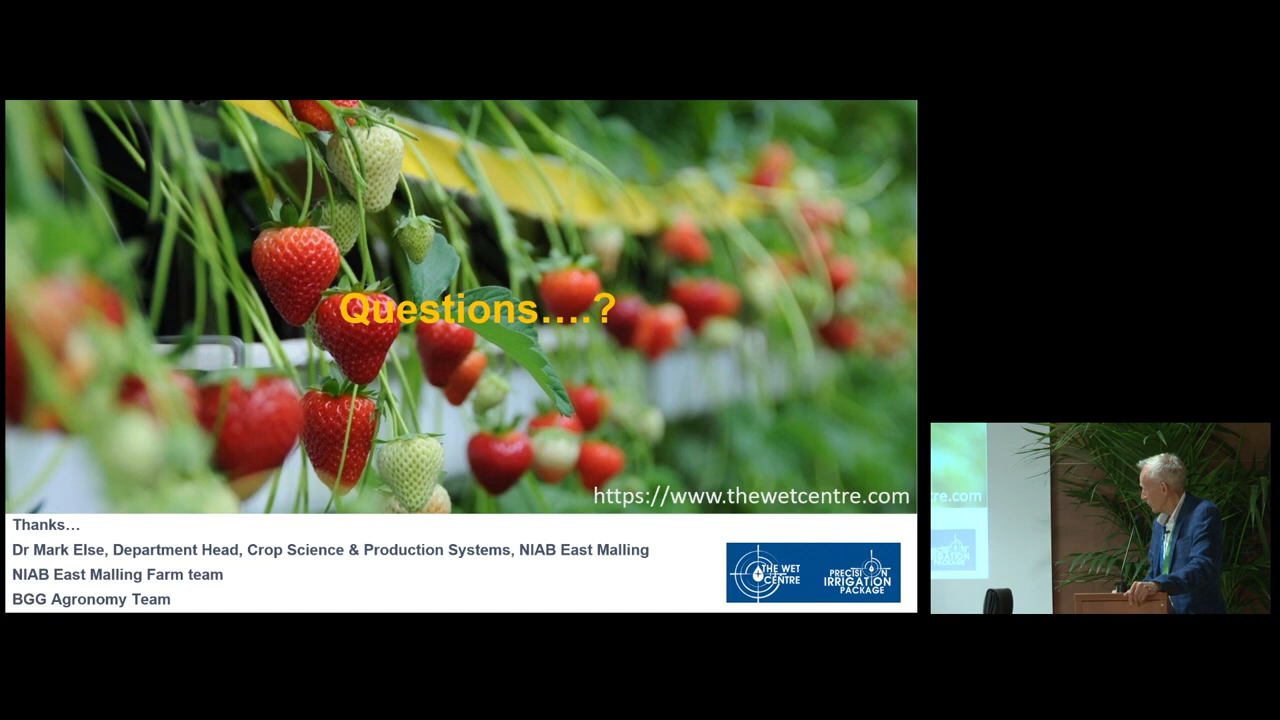 Questions....?
https://www.thewetcentre.com
Thanks...
Dr Mark Else, Department Head, Crop Science & Production Systems, NIAB East Malling
NIAB East Malling Farm team
BGG Agronomy Team
THE WET
CENTRE
PRECISION
IRRIGATION
PACKAGE
tre.com